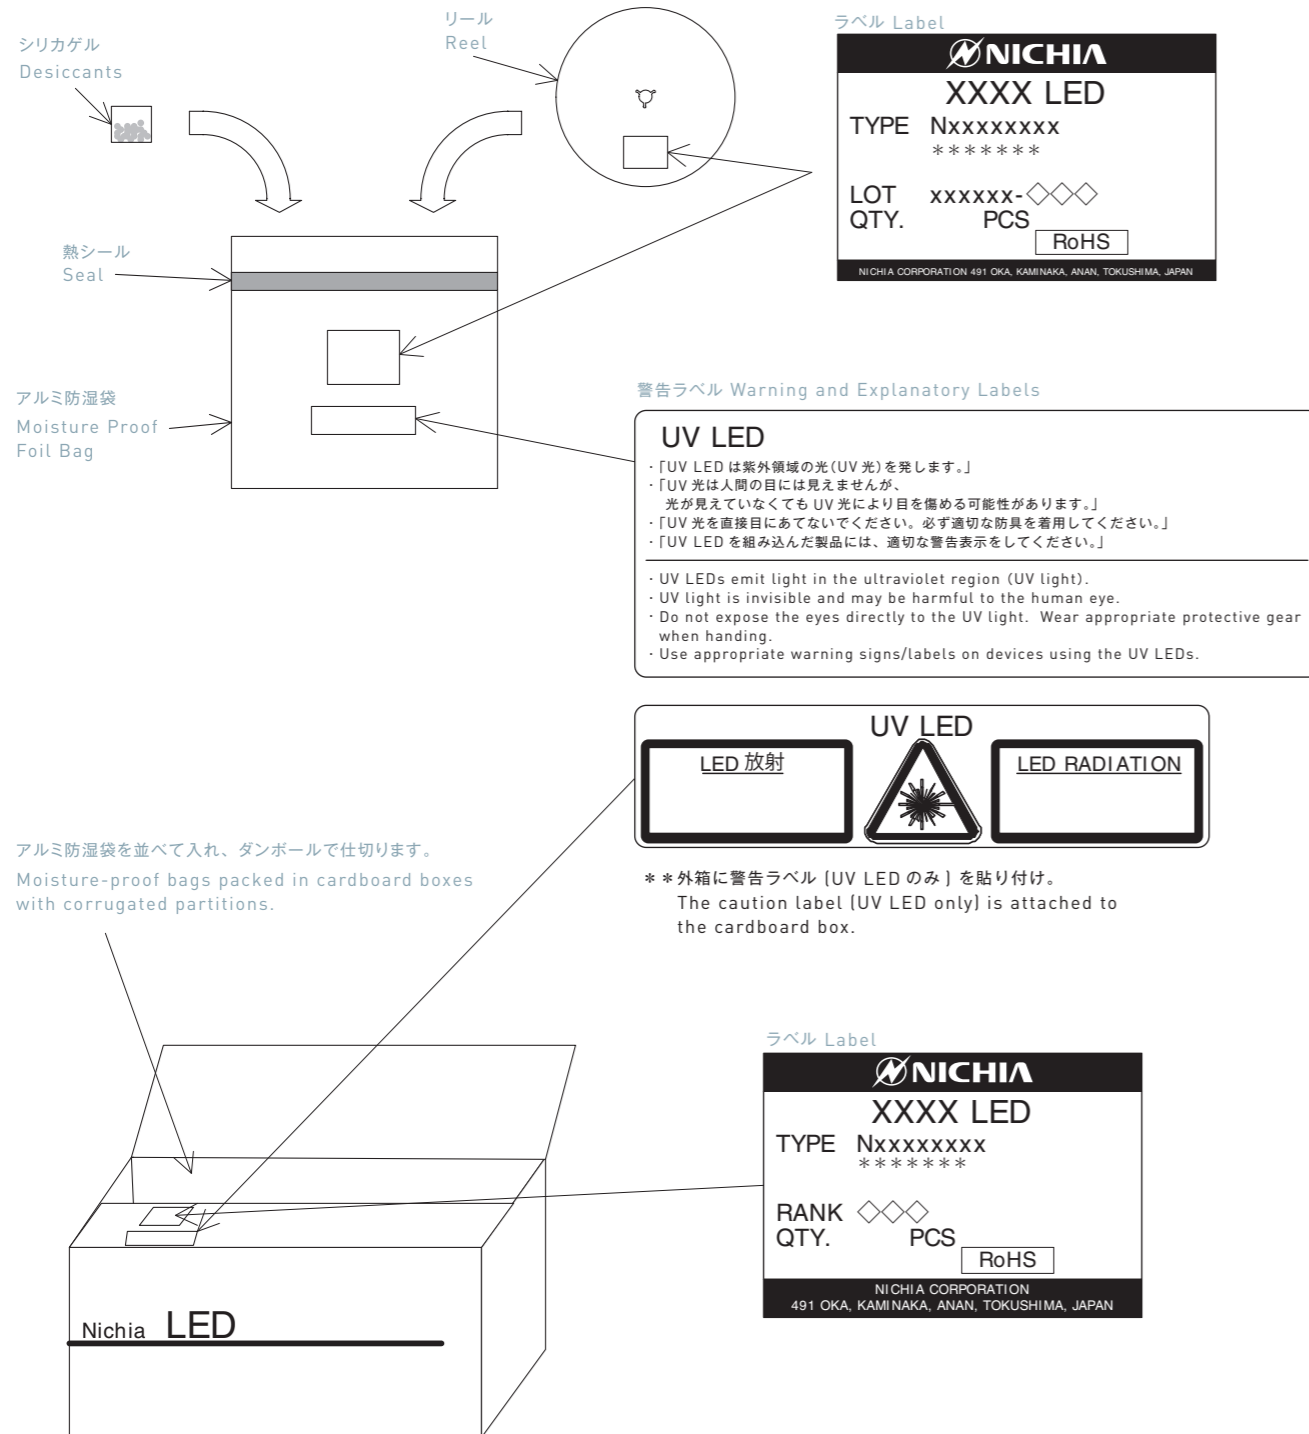 シリカゲル
Desiccants
リール
Reel
熱シール
Seal
アルミ防湿袋
Moisture Proof
Foil Bag
ラベル Label
NICHIA
XXXX LED
TYPE Nxxxxxxxx
*******
LOT xxxxxx-◇◇◇
QTY. PCS
RoHS
NICHIA CORPORATION 491 OKA, KAMINAKA, ANAN, TOKUSHIMA, JAPAN
警告ラベル Warning and Explanatory Labels
UV LED
・「UV LED は紫外領域の光(UV 光)を発します。」
・「UV 光は人間の目には見えませんが、
光が見えていなくても UV 光により目を傷める可能性があります。」
・「UV 光を直接目にあてないでください。必ず適切な防具を着用してください。」
・「UV LED を組み込んだ製品には、適切な警告表示をしてください。」
・UV LEDs emit light in the ultraviolet region (UV light).
・UV light is invisible and may be harmful to the human eye.
・Do not expose the eyes directly to the UV light. Wear appropriate protective gear
when handing.
・Use appropriate warning signs/labels on devices using the UV LEDs.
UV LED
LED 放射
LED RADIATION
**外箱に警告ラベル (UV LED のみ) を貼り付け。
The caution label (UV LED only) is attached to
the cardboard box.
アルミ防湿袋を並べて入れ、ダンボールで仕切ります。
Moisture-proof bags packed in cardboard boxes
with corrugated partitions.
Nichia LED
ラベル Label
NICHIA
XXXX LED
TYPE Nxxxxxxxx
*******
RANK ◇◇◇
QTY. PCS
RoHS
NICHIA CORPORATION
491 OKA, KAMINAKA, ANAN, TOKUSHIMA, JAPAN